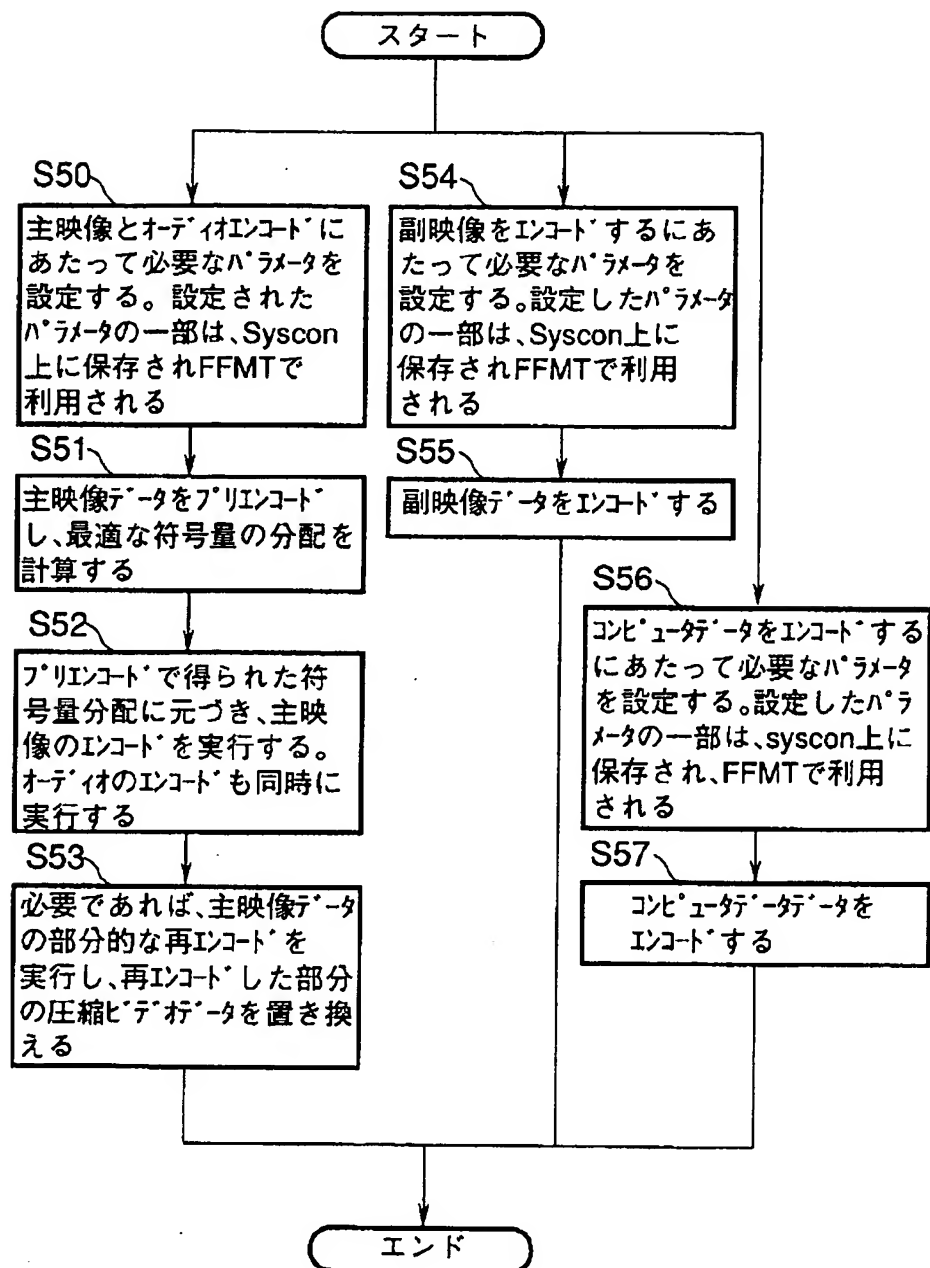 スタート
S50
主映像とオーディオエンコードに
あたって必要なパラメータを
設定する。設定された
パラメータの一部は、Syscon
上に保存されFFMTで
利用される
S51
主映像データをプリエンコード
し、最適な符号量の分配を
計算する
S52
プリエンコードで得られた符
号量分配に元づき、主映
像のエンコードを実行する。
オーディオのエンコードも同時に
実行する
S53
必要であれば、主映像データ
の部分的な再エンコードを
実行し、再エンコードした部分
の圧縮ビデオデータを置き換
える
S54
副映像をエンコードするにあ
たって必要なパラメータを
設定する。設定したパラメータ
の一部は、Syscon上に
保存されFFMTで利用
される
S55
副映像データをエンコードする
S56
コンピュータデータをエンコードする
にあたって必要なパラメータ
を設定する。設定したパラ
メータの一部は、syscon上に
保存され、FFMTで利用
される
S57
コンピュータデータデータを
エンコードする
エンド